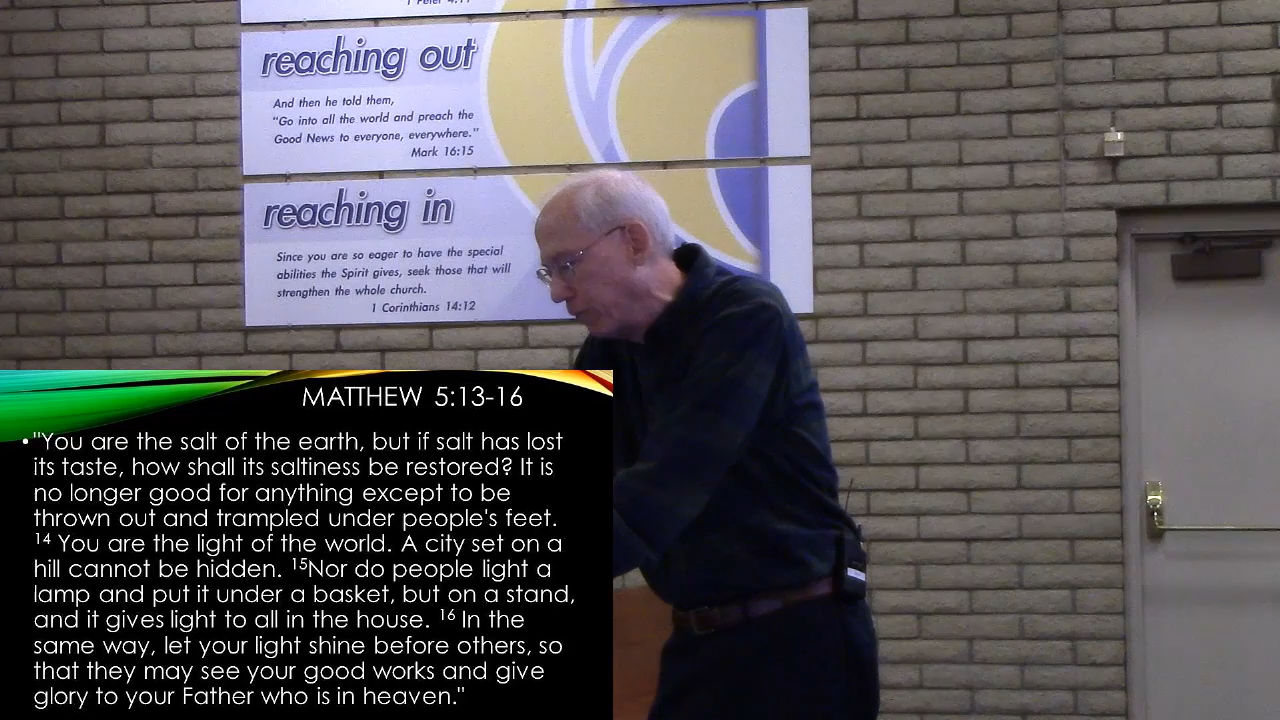 1 Peter 4:11
reaching out
And then he told them,
"Go into all the world and preach the
Good News to everyone, everywhere."
Mark 16:15
reaching in
Since you are so eager to have the special
abilities the Spirit gives, seek those that will
strengthen the whole church.
1 Corinthians 14:12
MATTHEW 5:13-16
•"You are the salt of the earth, but if salt has lost
its taste, how shall its saltiness be restored? It is
no longer good for anything except to be
thrown out and trampled under people's feet.
14 You are the light of the world. A city set on a
hill cannot be hidden. 15Nor do people light a
lamp and put it under a basket, but on a stand,
and it gives light to all in the house. 16 In the
same way, let your light shine before others, so
that they may see your good works and give
glory to your Father who is in heaven."